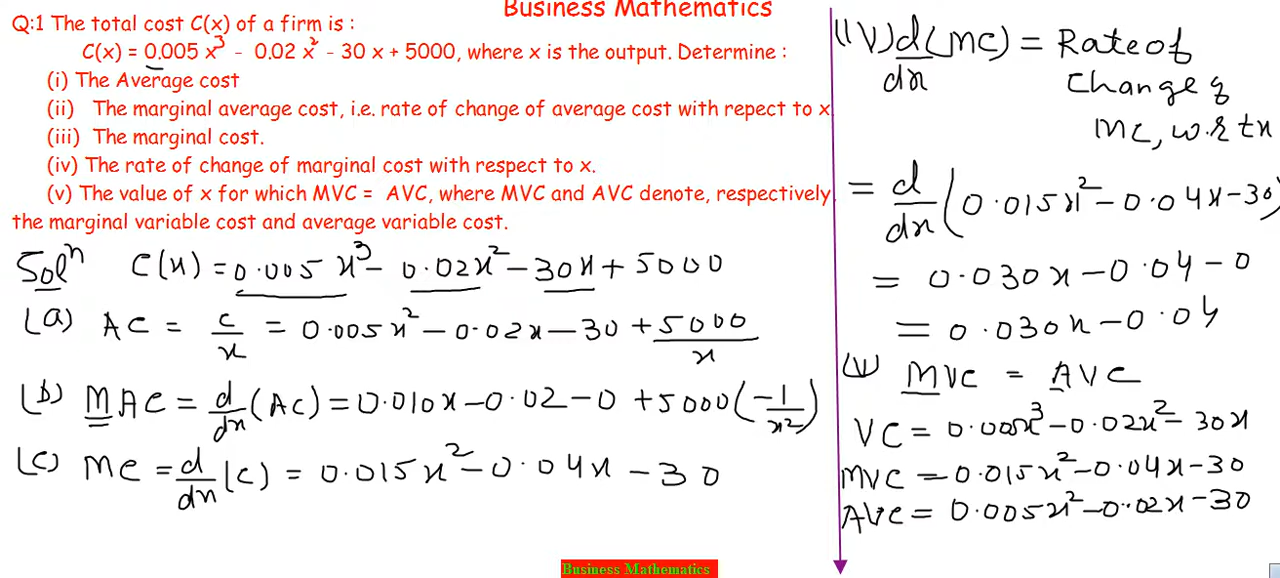 Business Mathematics
Q:1 The total cost C(x) of a firm is :
C(x) = 0.005 x³ - 0.02 x² - 30 x + 5000, where x is the output. Determine :
(i) The Average cost
(ii) The marginal average cost, i.e. rate of change of average cost with repect to x.
(iii) The marginal cost.
(iv) The rate of change of marginal cost with respect to x.
(v) The value of x for which MVC = AVC, where MVC and AVC denote, respectively
the marginal variable cost and average variable cost.
Solⁿ C(x) = 0.005 x³ - 0.02x² - 30x + 5000
(a) AC = c/x = 0.005x² - 0.02x - 30 + 5000/x
(b) MAC = d/dx (AC) = 0.010x - 0.02 - 0 + 5000(-1/x²)
(c) MC = d/dx (C) = 0.015x² - 0.04x - 30
(IV) d/dx (MC) = Rate of
Change of
MC, w.r.t x
= d/dx (0.015x² - 0.04x - 30)
= 0.030x - 0.04 - 0
= 0.030x - 0.04
(V) MVC = AVC
VC = 0.005x³ - 0.02x² - 30x
MVC = 0.015x² - 0.04x - 30
AVC = 0.005x² - 0.02x - 30
Business Mathematics